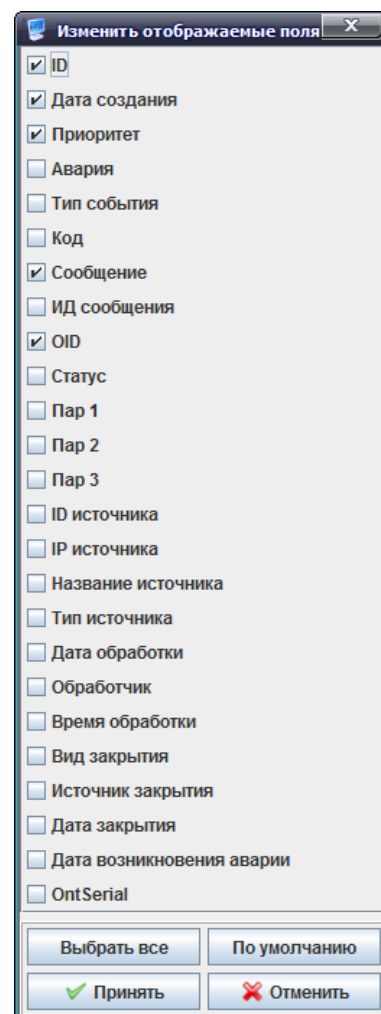 Изменить отображаемые поля
ID
Дата создания
Приоритет
Авария
Тип события
Код
Сообщение
ИД сообщения
OID
Статус
Пар 1
Пар 2
Пар 3
ID источника
IP источника
Название источника
Тип источника
Дата обработки
Обработчик
Время обработки
Вид закрытия
Источник закрытия
Дата закрытия
Дата возникновения аварии
OntSerial
Выбрать все По умолчанию
Принять Отменить